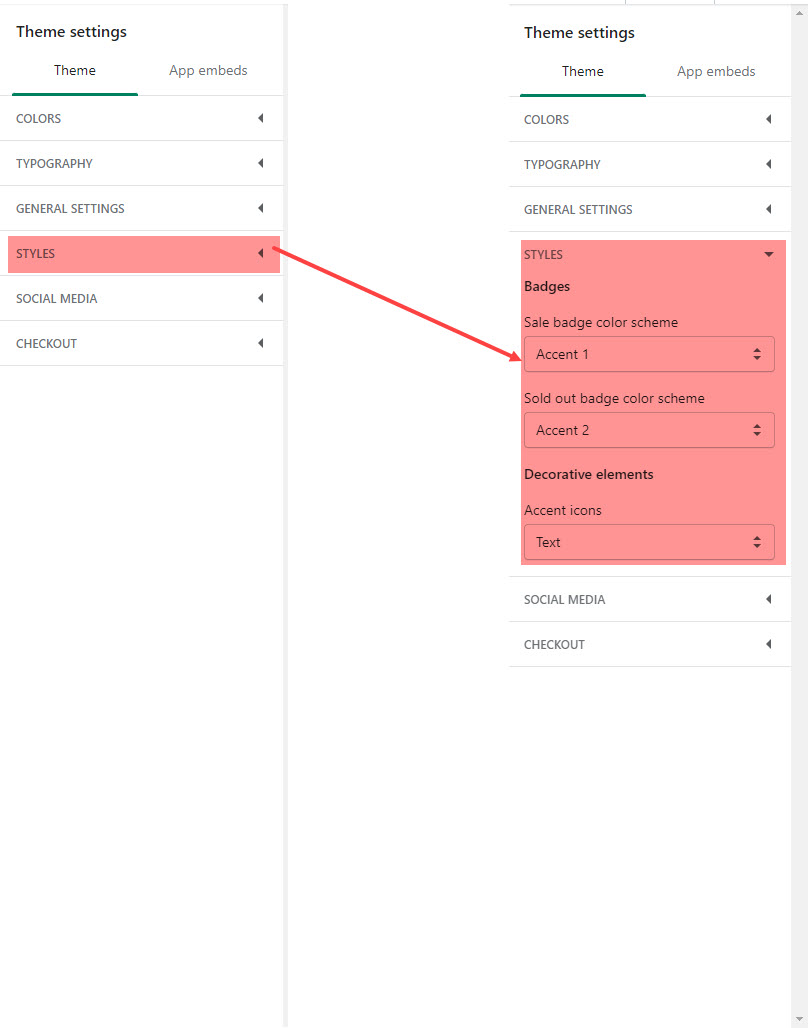 Theme settings
Theme App embeds
COLORS
TYPOGRAPHY
GENERAL SETTINGS
STYLES
SOCIAL MEDIA
CHECKOUT
Theme settings
Theme App embeds
COLORS
TYPOGRAPHY
GENERAL SETTINGS
STYLES
Badges
Sale badge color scheme
Accent 1
Sold out badge color scheme
Accent 2
Decorative elements
Accent icons
Text
SOCIAL MEDIA
CHECKOUT